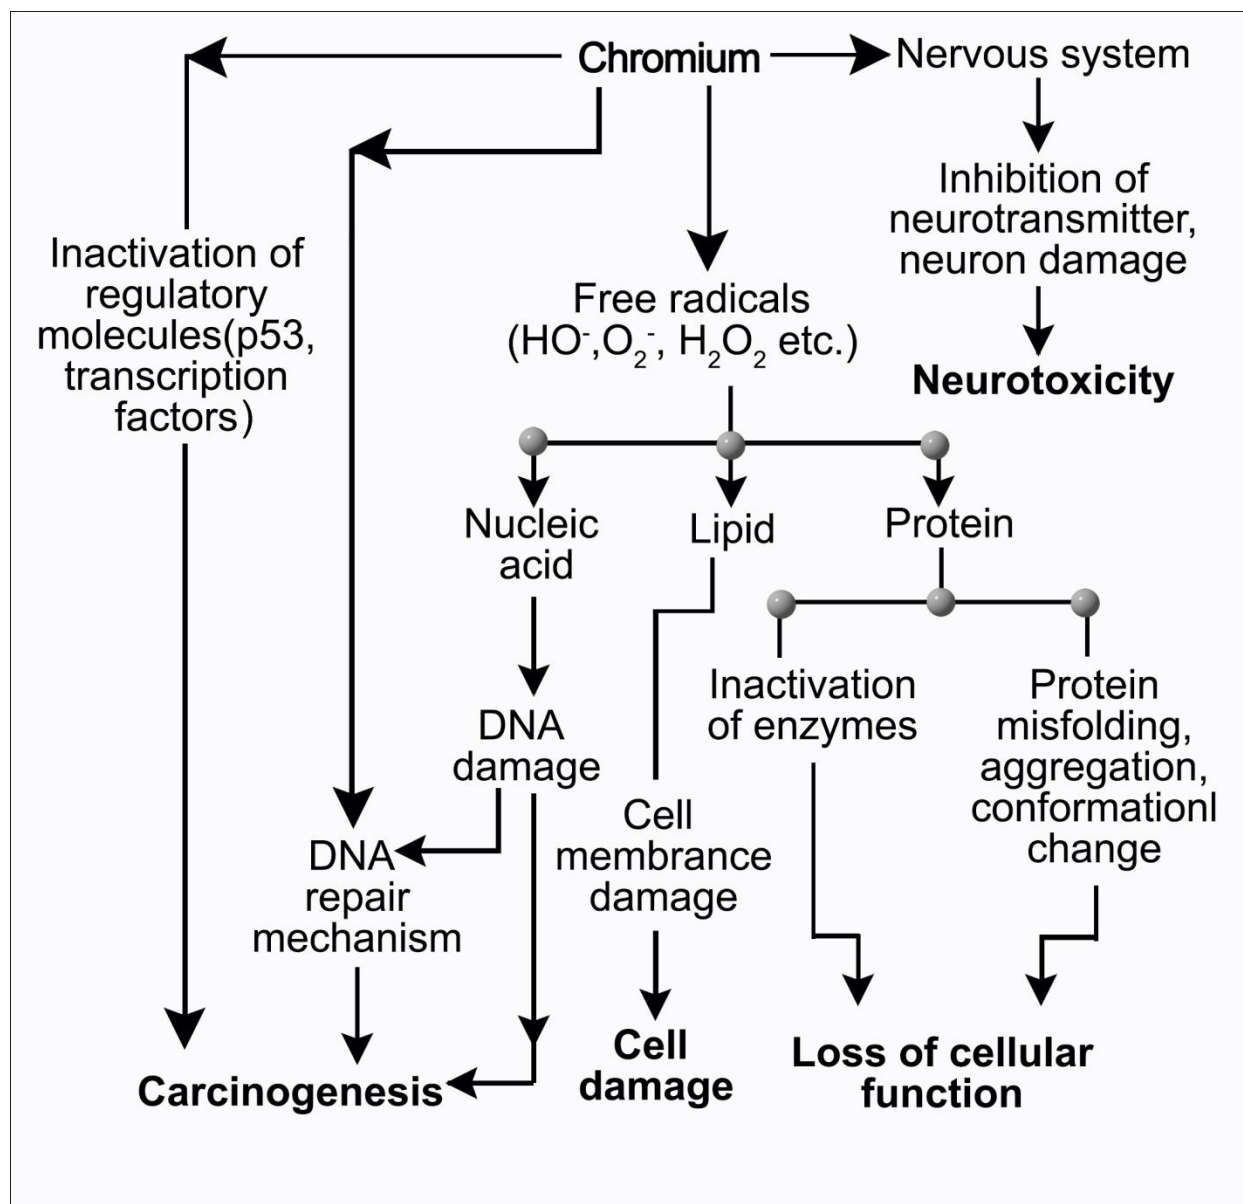 Chromium
Nervous system
Inhibition of
neurotransmitter,
neuron damage
Neurotoxicity
Inactivation of
regulatory
molecules(p53,
transcription
factors)
Free radicals
(HO⁻,O₂⁻, H₂O₂ etc.)
Nucleic
acid
Lipid
Protein
DNA
damage
Inactivation
of enzymes
Protein
misfolding,
aggregation,
conformationl
change
DNA
repair
mechanism
Cell
membrance
damage
Carcinogenesis
Cell
damage
Loss of cellular
function